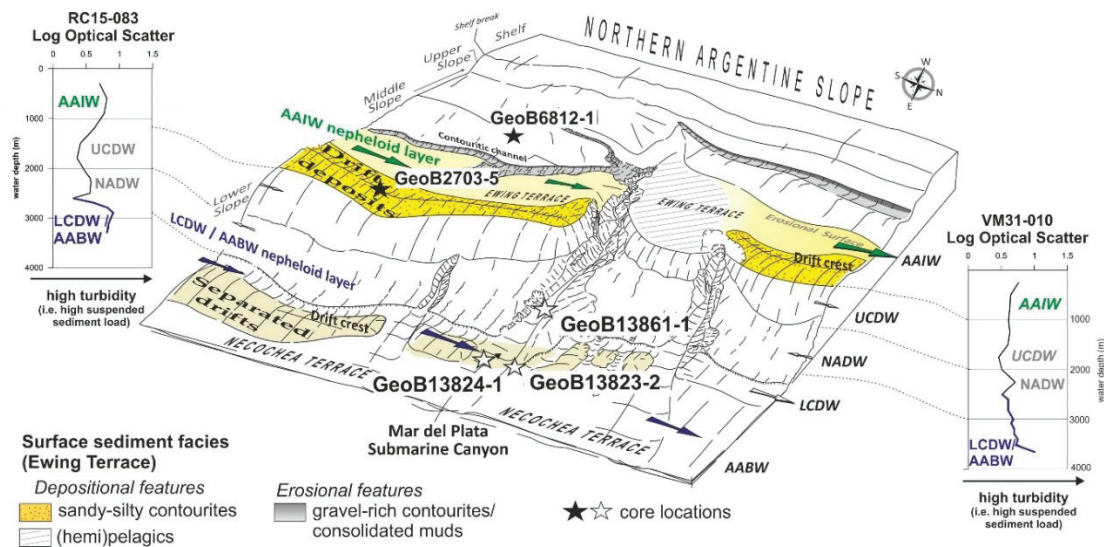 RC15-083
Log Optical Scatter
0 0.5 1 1.5
0
1000
2000
3000
4000
water depth (m)
AAIW
UCDW
NADW
LCDW/
AABW
high turbidity
(i.e. high suspended
sediment load)
NORTHERN ARGENTINE SLOPE
Shelf break
Shelf
Upper
Slope
Middle
Slope
Lower
Slope
W
S
N
E
GeoB6812-1
Contouritic channel
AAIW nepheloid layer
Drift
deposits
GeoB2703-5
EWING TERRACE
EWING TERRACE
Erosional Surface
Drift crest
AAIW
UCDW
NADW
LCDW
AABW
LCDW / AABW nepheloid layer
Separated
drifts
Drift crest
NECOCHEA TERRACE
GeoB13861-1
GeoB13824-1
GeoB13823-2
Mar del Plata
Submarine Canyon
NECOCHEA TERRACE
VM31-010
Log Optical Scatter
0 0.5 1 1.5
0
1000
2000
3000
4000
water depth (m)
AAIW
UCDW
NADW
LCDW/
AABW
high turbidity
(i.e. high suspended
sediment load)
Surface sediment facies
(Ewing Terrace)
Depositional features
sandy-silty contourites
(hemi)pelagics
Erosional features
gravel-rich contourites/
consolidated muds
core locations